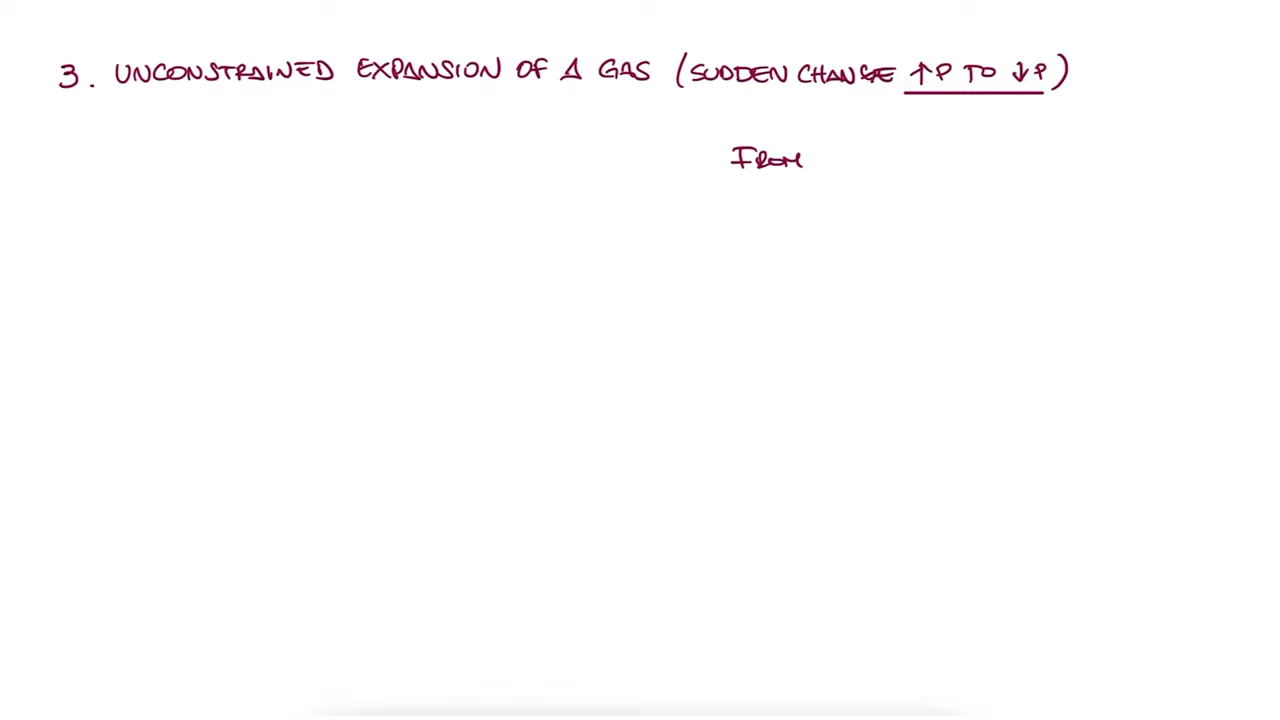 3. UNCONSTRAINED EXPANSION OF A GAS (SUDDEN CHANGE ↑P TO ↓P)
FROM